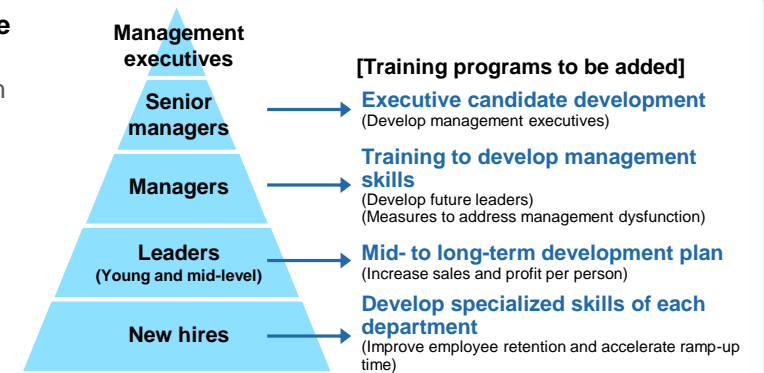 e
n
Management
executives
[Training programs to be added]
Senior
managers
Executive candidate development
(Develop management executives)
Managers
Training to develop management
skills
(Develop future leaders)
(Measures to address management dysfunction)
Leaders
(Young and mid-level)
Mid- to long-term development plan
(Increase sales and profit per person)
New hires
Develop specialized skills of each
department
(Improve employee retention and accelerate ramp-up
time)